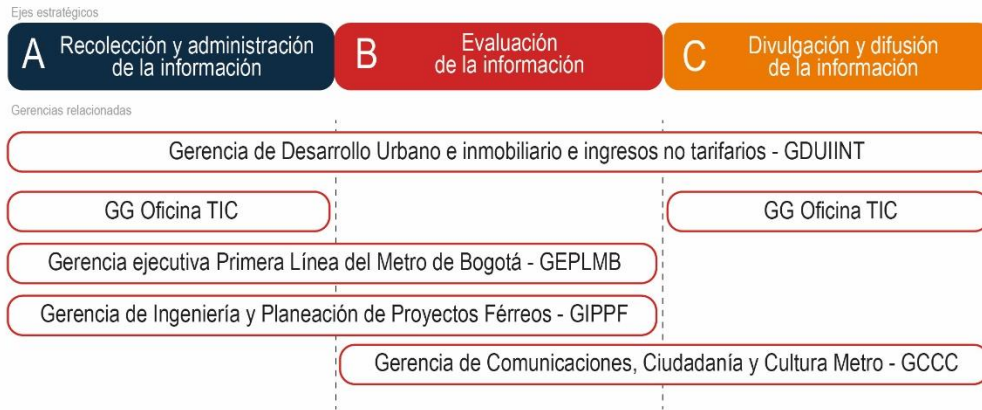 Ejes estratégicos
A Recolección y administración
de la información
B Evaluación
de la información
C Divulgación y difusión
de la información
Gerencias relacionadas
Gerencia de Desarrollo Urbano e inmobiliario e ingresos no tarifarios - GDUIINT
GG Oficina TIC
GG Oficina TIC
Gerencia ejecutiva Primera Línea del Metro de Bogotá - GEPLMB
Gerencia de Ingeniería y Planeación de Proyectos Férreos - GIPPF
Gerencia de Comunicaciones, Ciudadanía y Cultura Metro - GCCC